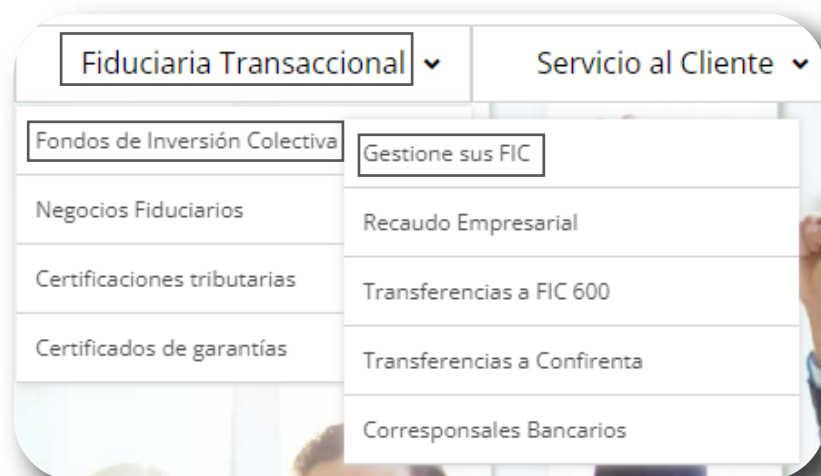 Fiduciaria Transaccional
Servicio al Cliente
Fondos de Inversión Colectiva
Negocios Fiduciarios
Certificaciones tributarias
Certificados de garantías
Gestione sus FIC
Recaudo Empresarial
Transferencias a FIC 600
Transferencias a Confirenta
Corresponsales Bancarios